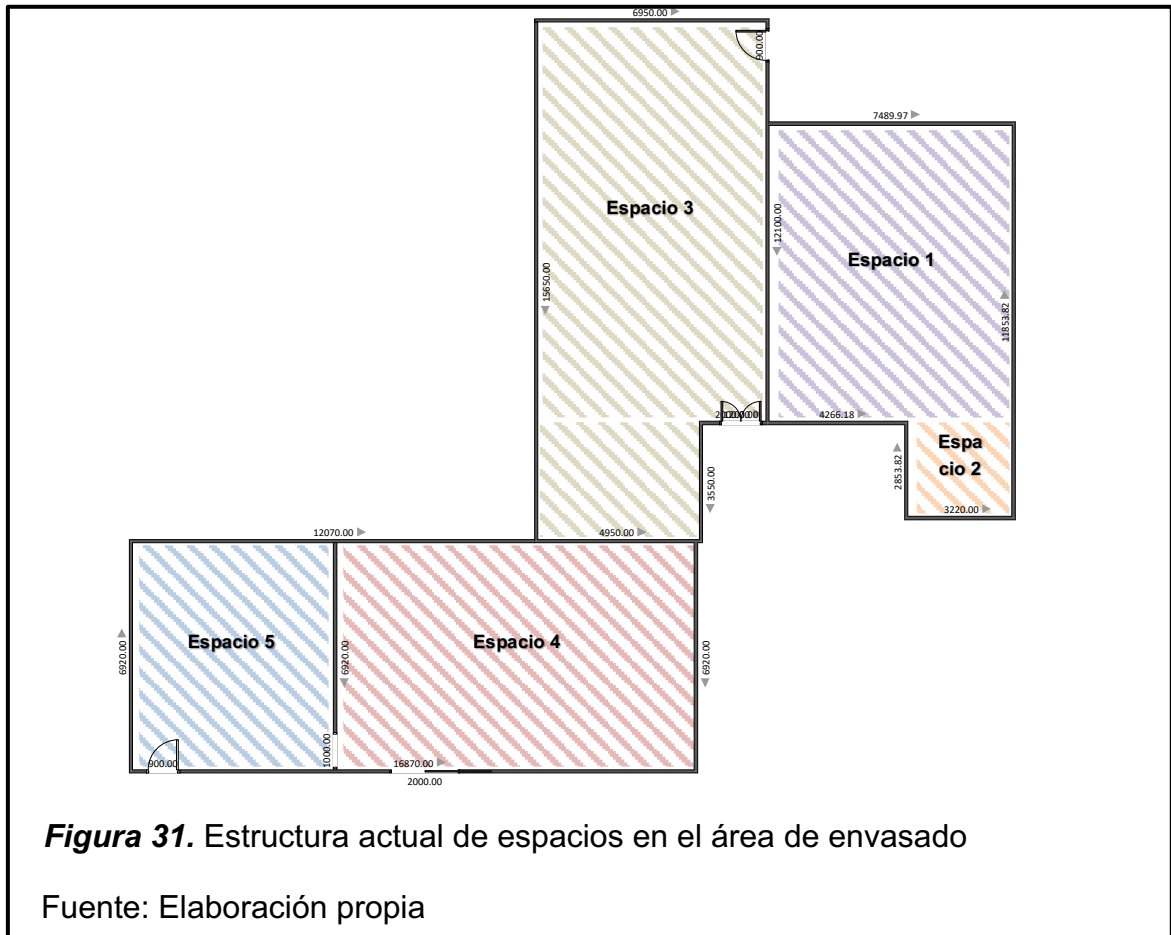 6950.00
900.00
7489.97
Espacio 3
12100.00
Espacio 1
15650.00
11853.82
4266.18
Espa
cio 2
2853.82
3220.00
3550.00
12070.00
4950.00
Espacio 5
Espacio 4
6920.00
6920.00
6920.00
1000.00
900.00
16870.00
2000.00
Figura 31. Estructura actual de espacios en el área de envasado
Fuente: Elaboración propia